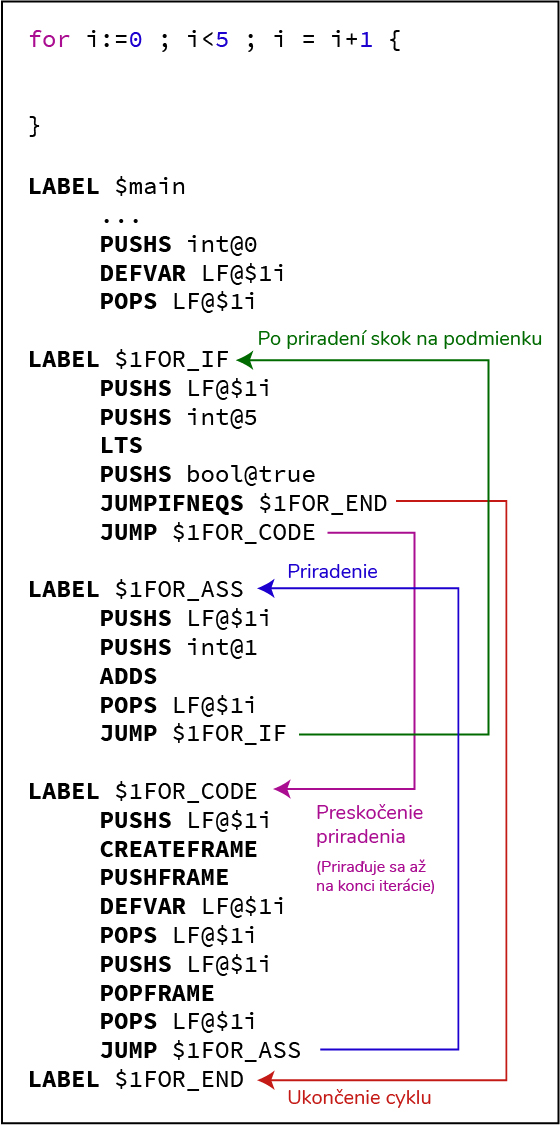 for i:=0 ; i<5 ; i = i+1 {
}
LABEL $main
...
PUSHS int@0
DEFVAR LF@$1i
POPS LF@$1i
Po priradení skok na podmienku
LABEL $1FOR_IF
PUSHS LF@$1i
PUSHS int@5
LTS
PUSHS bool@true
JUMPIFNEQS $1FOR_END
JUMP $1FOR_CODE
Priradenie
LABEL $1FOR_ASS
PUSHS LF@$1i
PUSHS int@1
ADDS
POPS LF@$1i
JUMP $1FOR_IF
LABEL $1FOR_CODE
Preskočenie
priradenia
(Priraďuje sa až
na konci iterácie)
PUSHS LF@$1i
CREATEFRAME
PUSHFRAME
DEFVAR LF@$1i
POPS LF@$1i
PUSHS LF@$1i
POPFRAME
POPS LF@$1i
JUMP $1FOR_ASS
LABEL $1FOR_END
Ukončenie cyklu